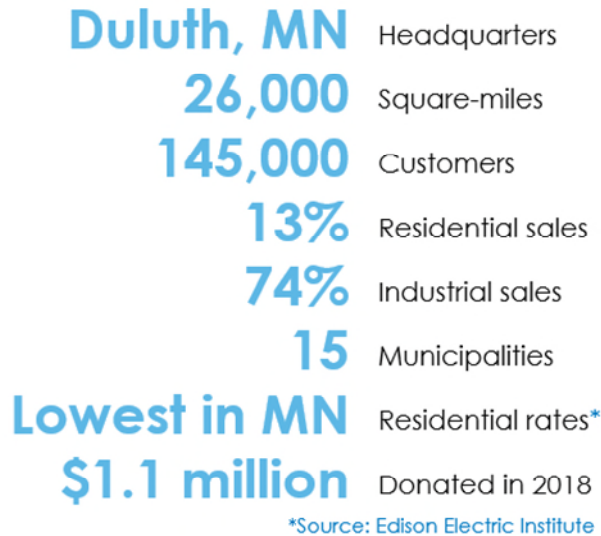 Duluth, MN Headquarters
26,000 Square-miles
145,000 Customers
13% Residential sales
74% Industrial sales
15 Municipalities
Lowest in MN Residential rates*
$1.1 million Donated in 2018
*Source: Edison Electric Institute